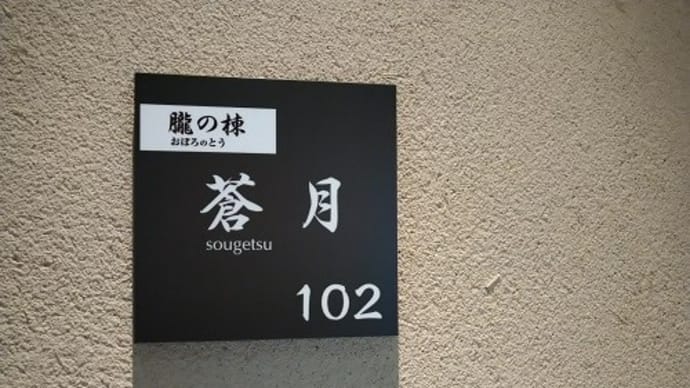 朧の棟
おぼろのとう
蒼月
sougetsu
102